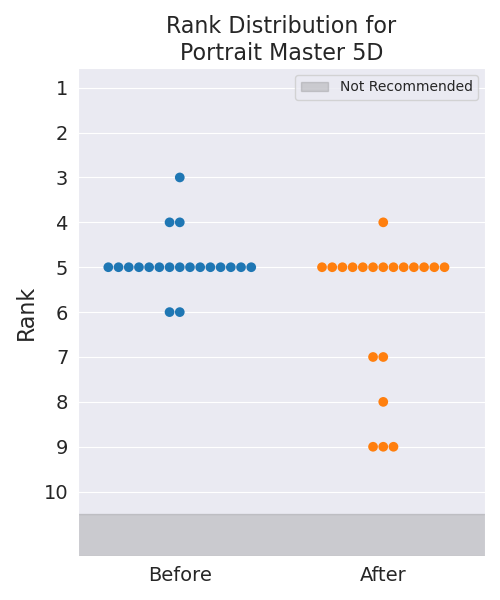 Rank Distribution for
Portrait Master 5D
Not Recommended
1
2
3
4
5
6
7
8
9
10
Rank
Before
After